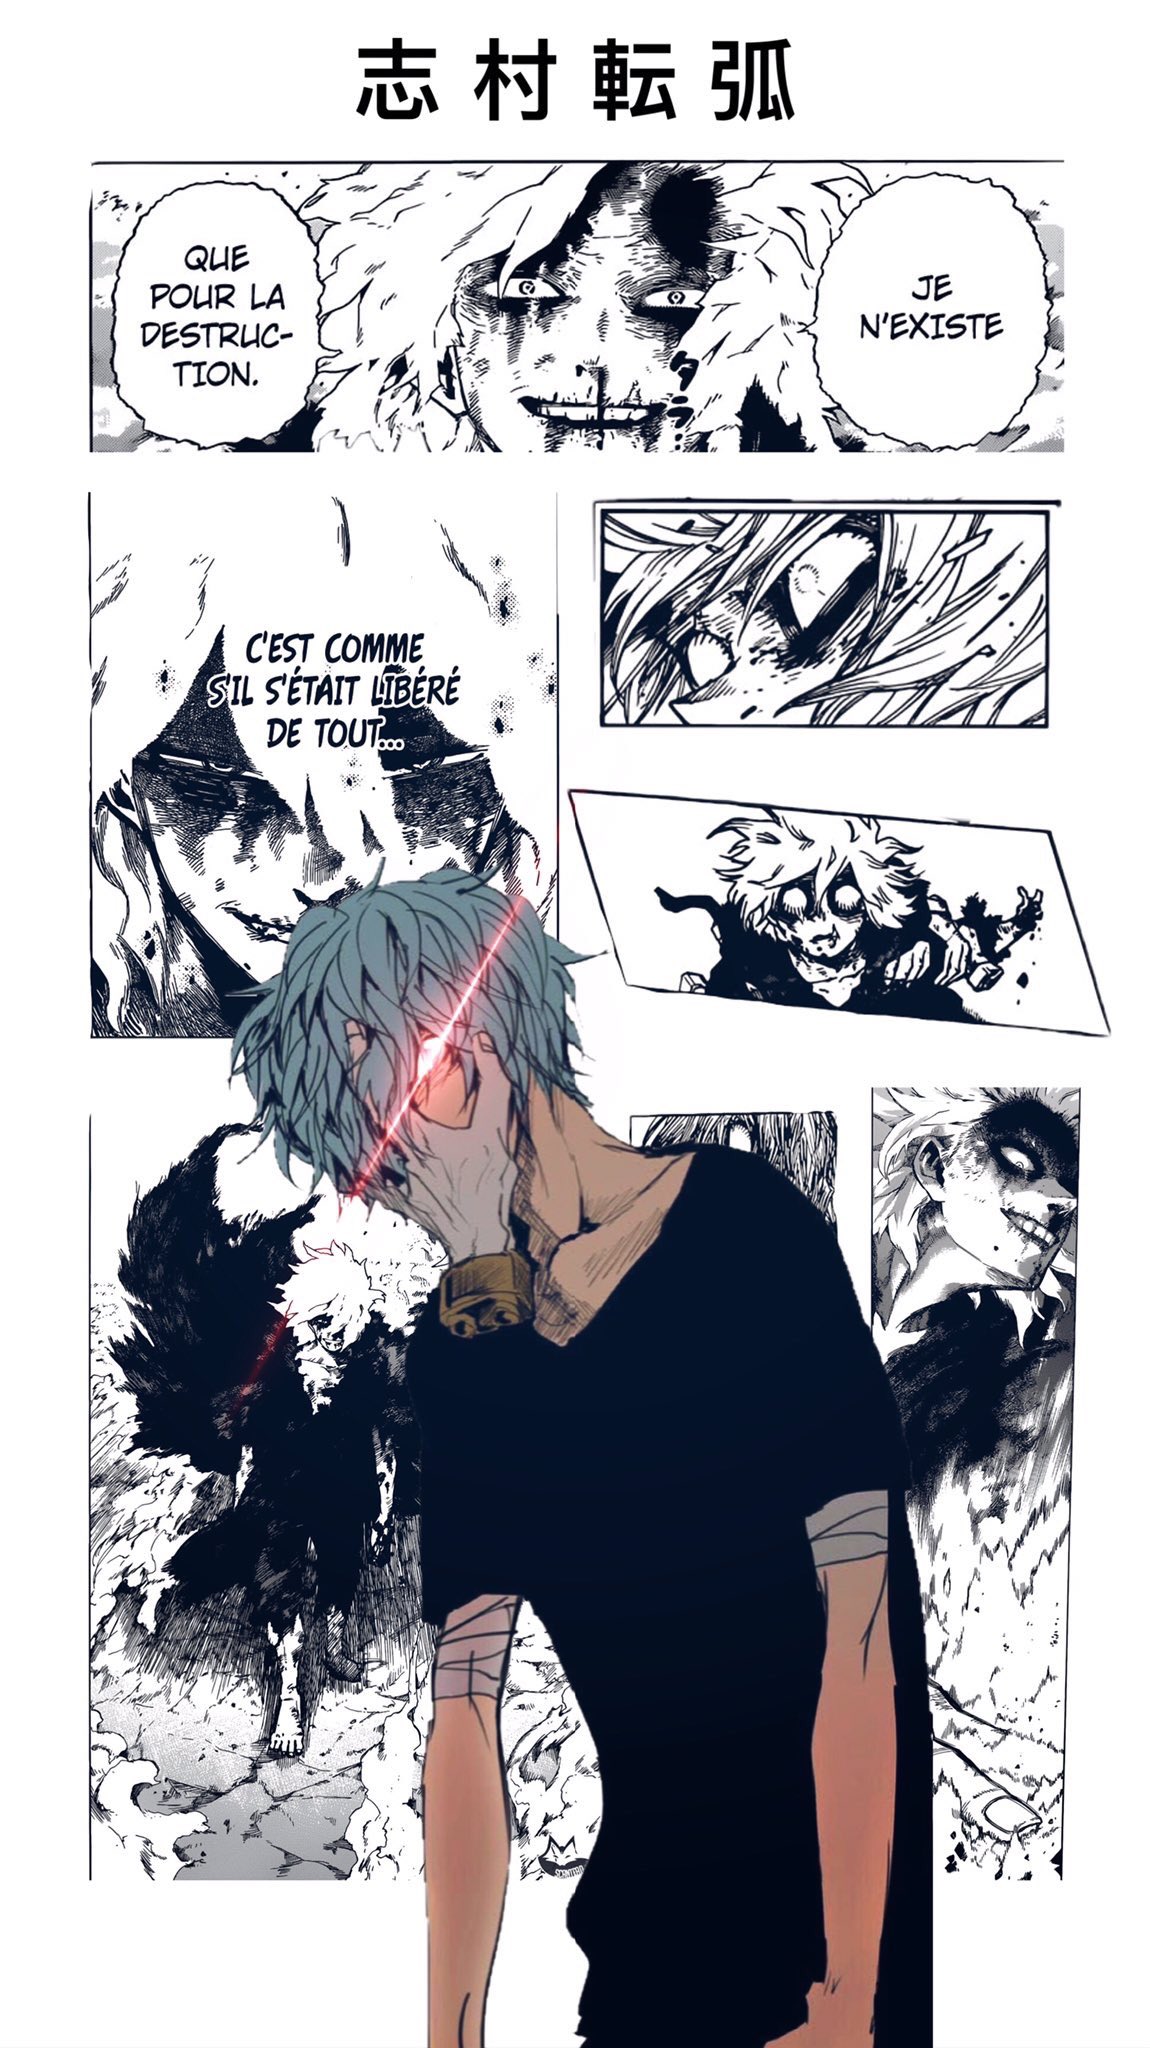 志村転弧
JE
N'EXISTE
QUE
POUR LA
DESTRUC-
TION.
C'EST COMME
S'IL S'ÉTAIT LIBÉRÉ
DE TOUT...